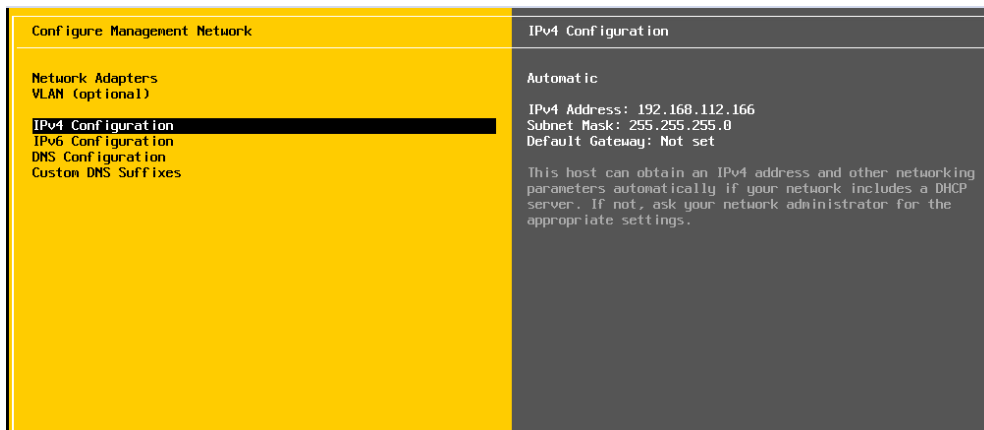 Configure Management Network
Network Adapters
VLAN (optional)
IPv4 Configuration
IPv6 Configuration
DNS Configuration
Custom DNS Suffixes
IPv4 Configuration
Automatic
IPv4 Address: 192.168.112.166
Subnet Mask: 255.255.255.0
Default Gateway: Not set
This host can obtain an IPv4 address and other networking
parameters automatically if your network includes a DHCP
server. If not, ask your network administrator for the
appropriate settings.